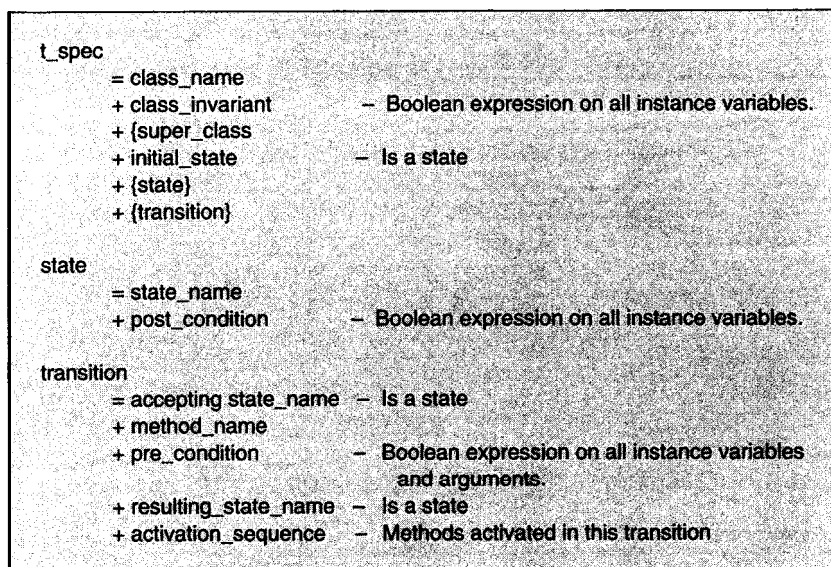 t_spec
= class_name
+ class_invariant – Boolean expression on all instance variables.
+ {super_class
+ initial_state – Is a state
+ {state}
+ {transition}
state
= state_name
+ post_condition – Boolean expression on all instance variables.
transition
= accepting state_name – Is a state
+ method_name
+ pre_condition – Boolean expression on all instance variables
and arguments.
+ resulting_state_name – Is a state
+ activation_sequence – Methods activated in this transition